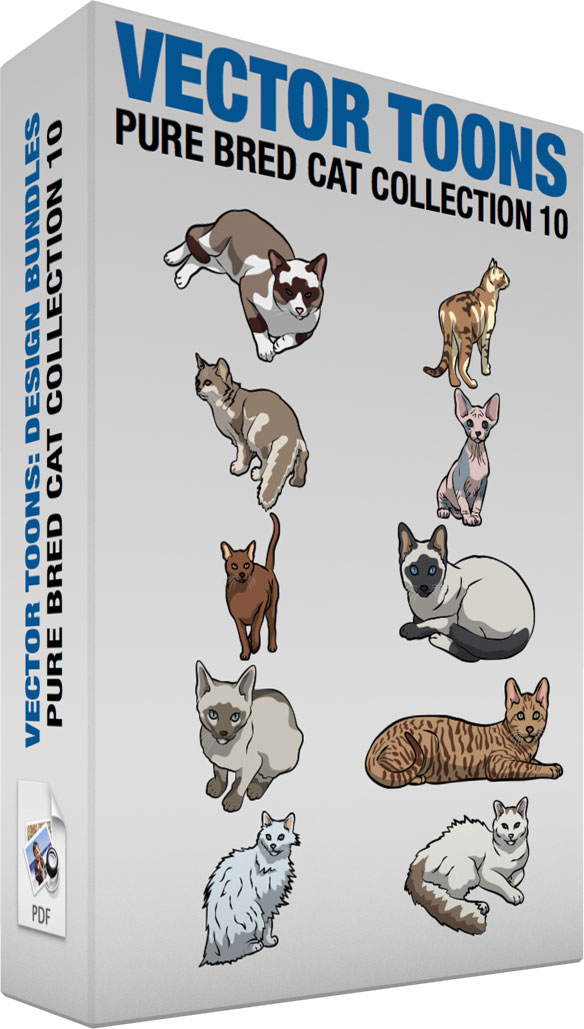 VECTOR TOONS
PURE BRED CAT COLLECTION 10
VECTOR TOONS: DESIGN BUNDLES
PURE BRED CAT COLLECTION 10
PDF